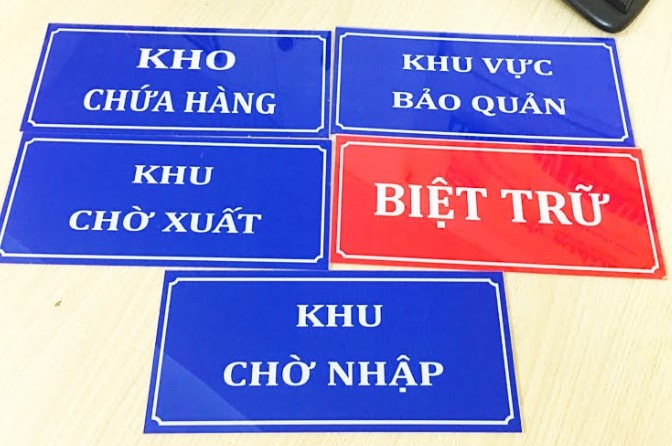 KHO
CHỨA HÀNG
KHU VỰC
BẢO QUẢN
KHU
CHỜ XUẤT
BIỆT TRỮ
KHU
CHỜ NHẬP